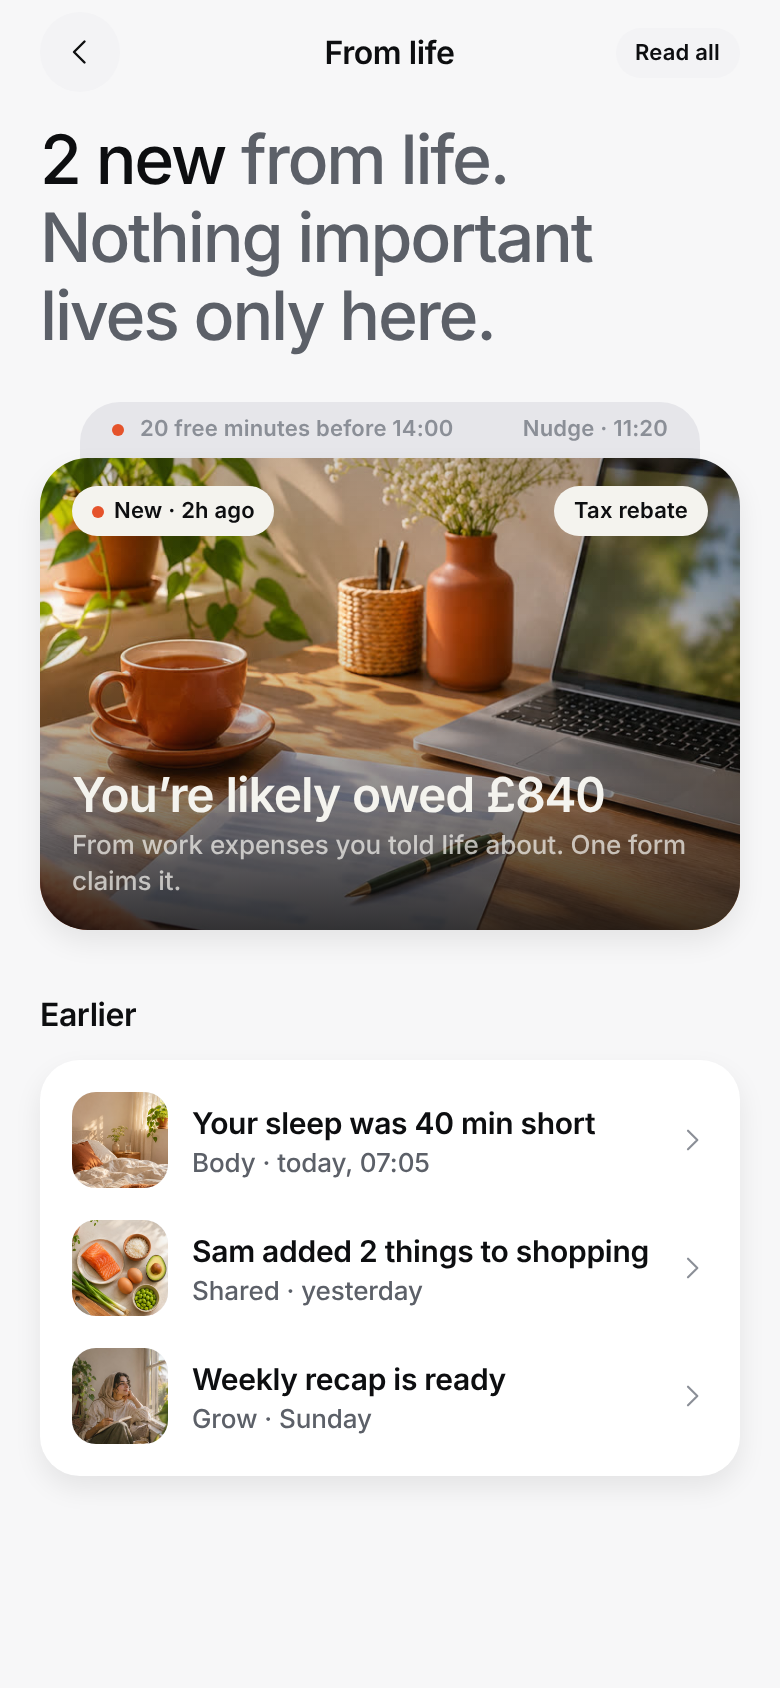 From life
Read all
2 new from life.
Nothing important
lives only here.
20 free minutes before 14:00
Nudge · 11:20
New · 2h ago
Tax rebate
You’re likely owed £840
From work expenses you told life about. One form
claims it.
Earlier
Your sleep was 40 min short
Body · today, 07:05
Sam added 2 things to shopping
Shared · yesterday
Weekly recap is ready
Grow · Sunday